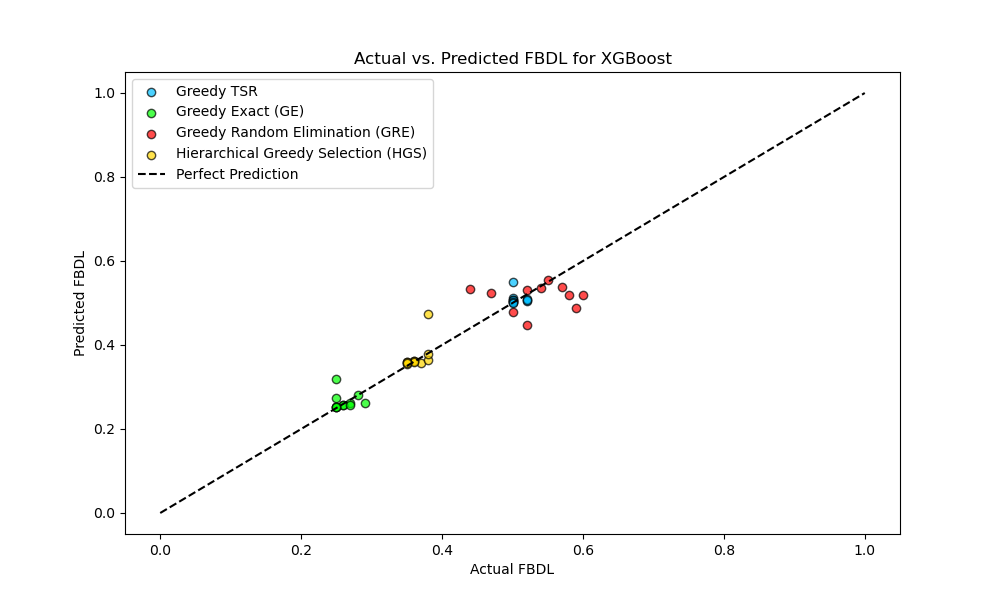 Actual vs. Predicted FBDL for XGBoost
Greedy TSR
Greedy Exact (GE)
Greedy Random Elimination (GRE)
Hierarchical Greedy Selection (HGS)
Perfect Prediction
1.0
0.8
0.6
0.4
0.2
0.0
Predicted FBDL
0.0 0.2 0.4 0.6 0.8 1.0
Actual FBDL